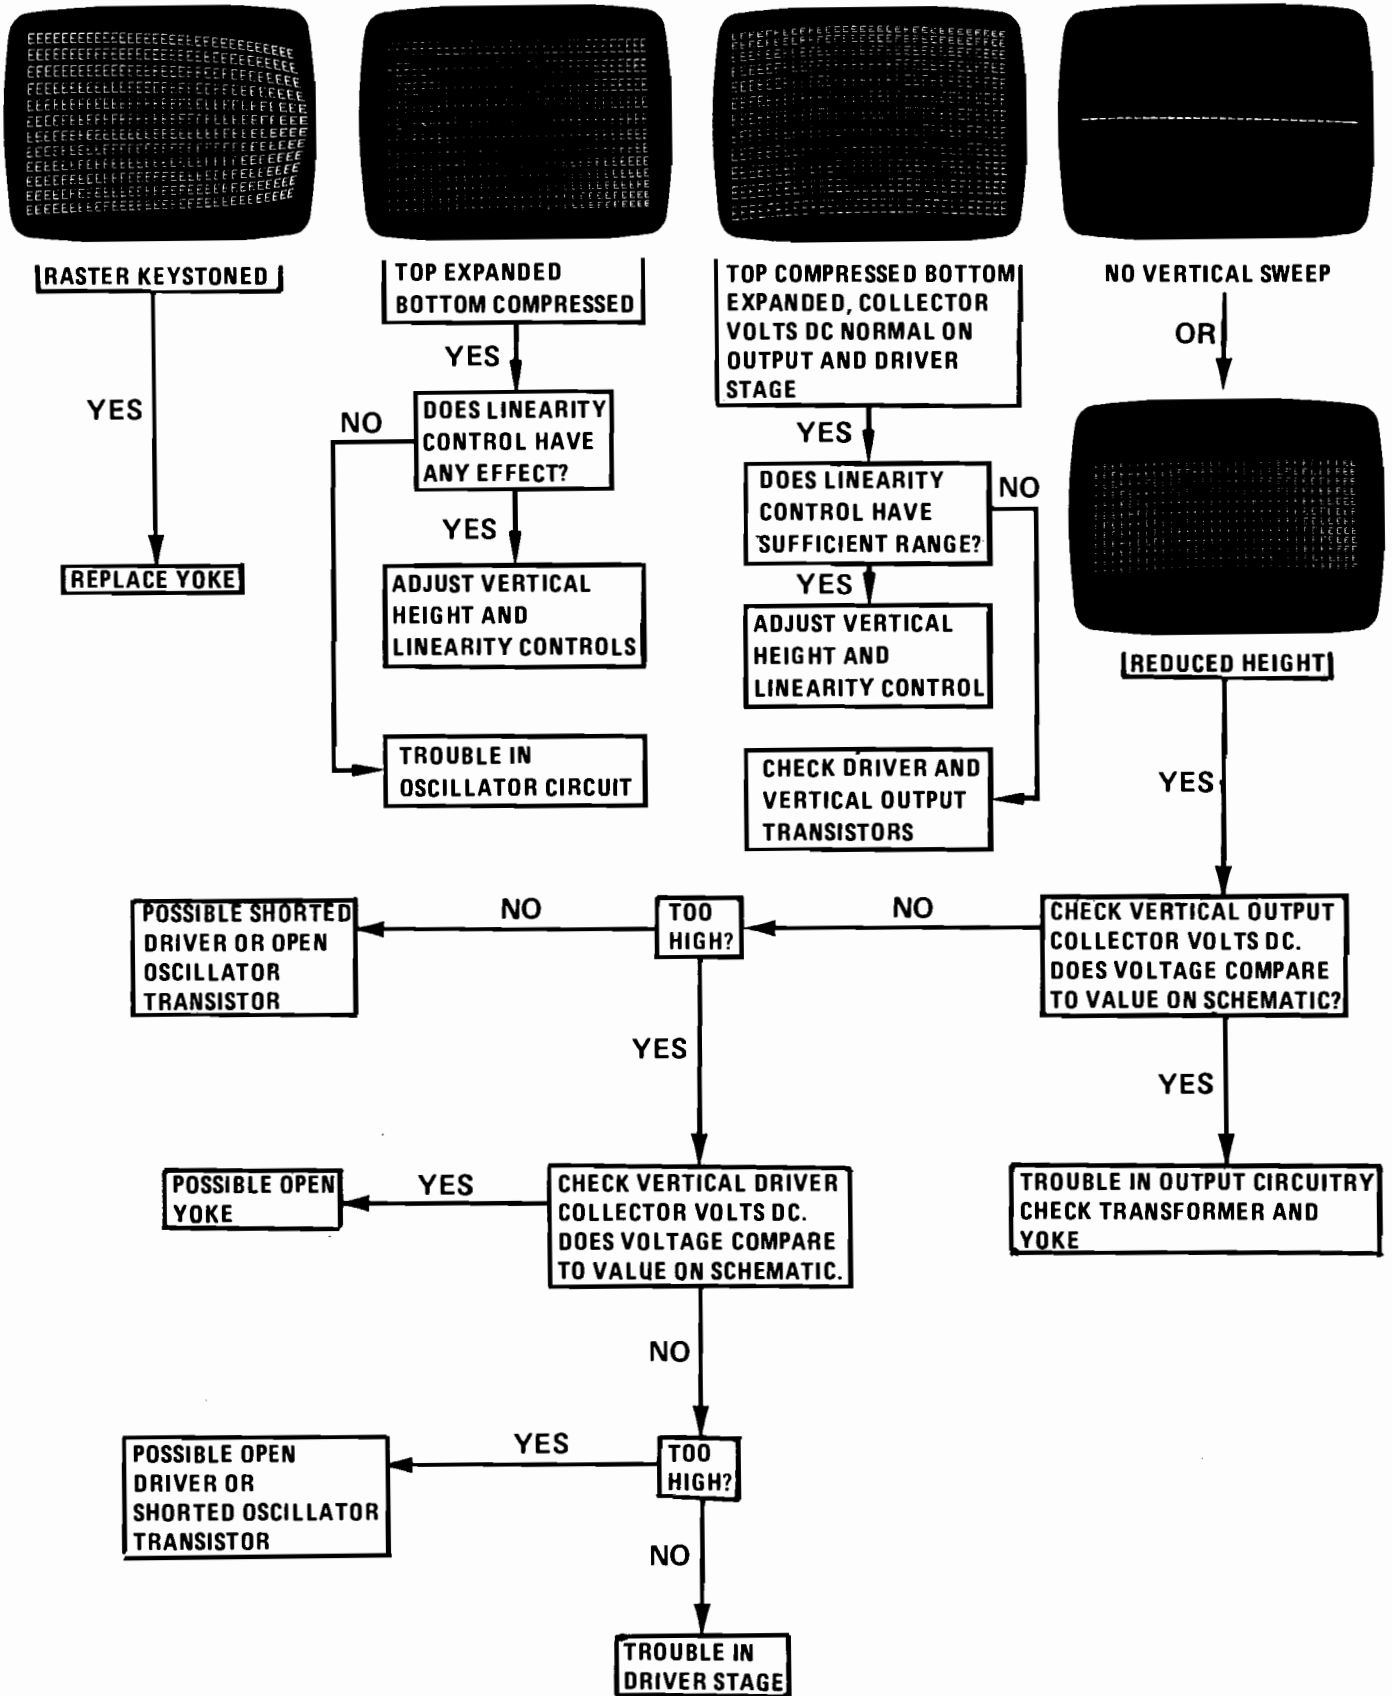 RASTER KEYSTONED
YES
REPLACE YOKE
TOP EXPANDED
BOTTOM COMPRESSED
YES
DOES LINEARITY
CONTROL HAVE
ANY EFFECT?
NO
YES
ADJUST VERTICAL
HEIGHT AND
LINEARITY CONTROLS
TROUBLE IN
OSCILLATOR CIRCUIT
TOP COMPRESSED BOTTOM
EXPANDED, COLLECTOR
VOLTS DC NORMAL ON
OUTPUT AND DRIVER
STAGE
YES
DOES LINEARITY
CONTROL HAVE
SUFFICIENT RANGE?
NO
YES
ADJUST VERTICAL
HEIGHT AND
LINEARITY CONTROL
CHECK DRIVER AND
VERTICAL OUTPUT
TRANSISTORS
NO VERTICAL SWEEP
OR
REDUCED HEIGHT
YES
CHECK VERTICAL OUTPUT
COLLECTOR VOLTS DC.
DOES VOLTAGE COMPARE
TO VALUE ON SCHEMATIC?
NO
TOO
HIGH?
NO
POSSIBLE SHORTED
DRIVER OR OPEN
OSCILLATOR
TRANSISTOR
YES
YES
TROUBLE IN OUTPUT CIRCUITRY
CHECK TRANSFORMER AND
YOKE
CHECK VERTICAL DRIVER
COLLECTOR VOLTS DC.
DOES VOLTAGE COMPARE
TO VALUE ON SCHEMATIC.
YES
POSSIBLE OPEN
YOKE
NO
TOO
HIGH?
YES
POSSIBLE OPEN
DRIVER OR
SHORTED OSCILLATOR
TRANSISTOR
NO
TROUBLE IN
DRIVER STAGE